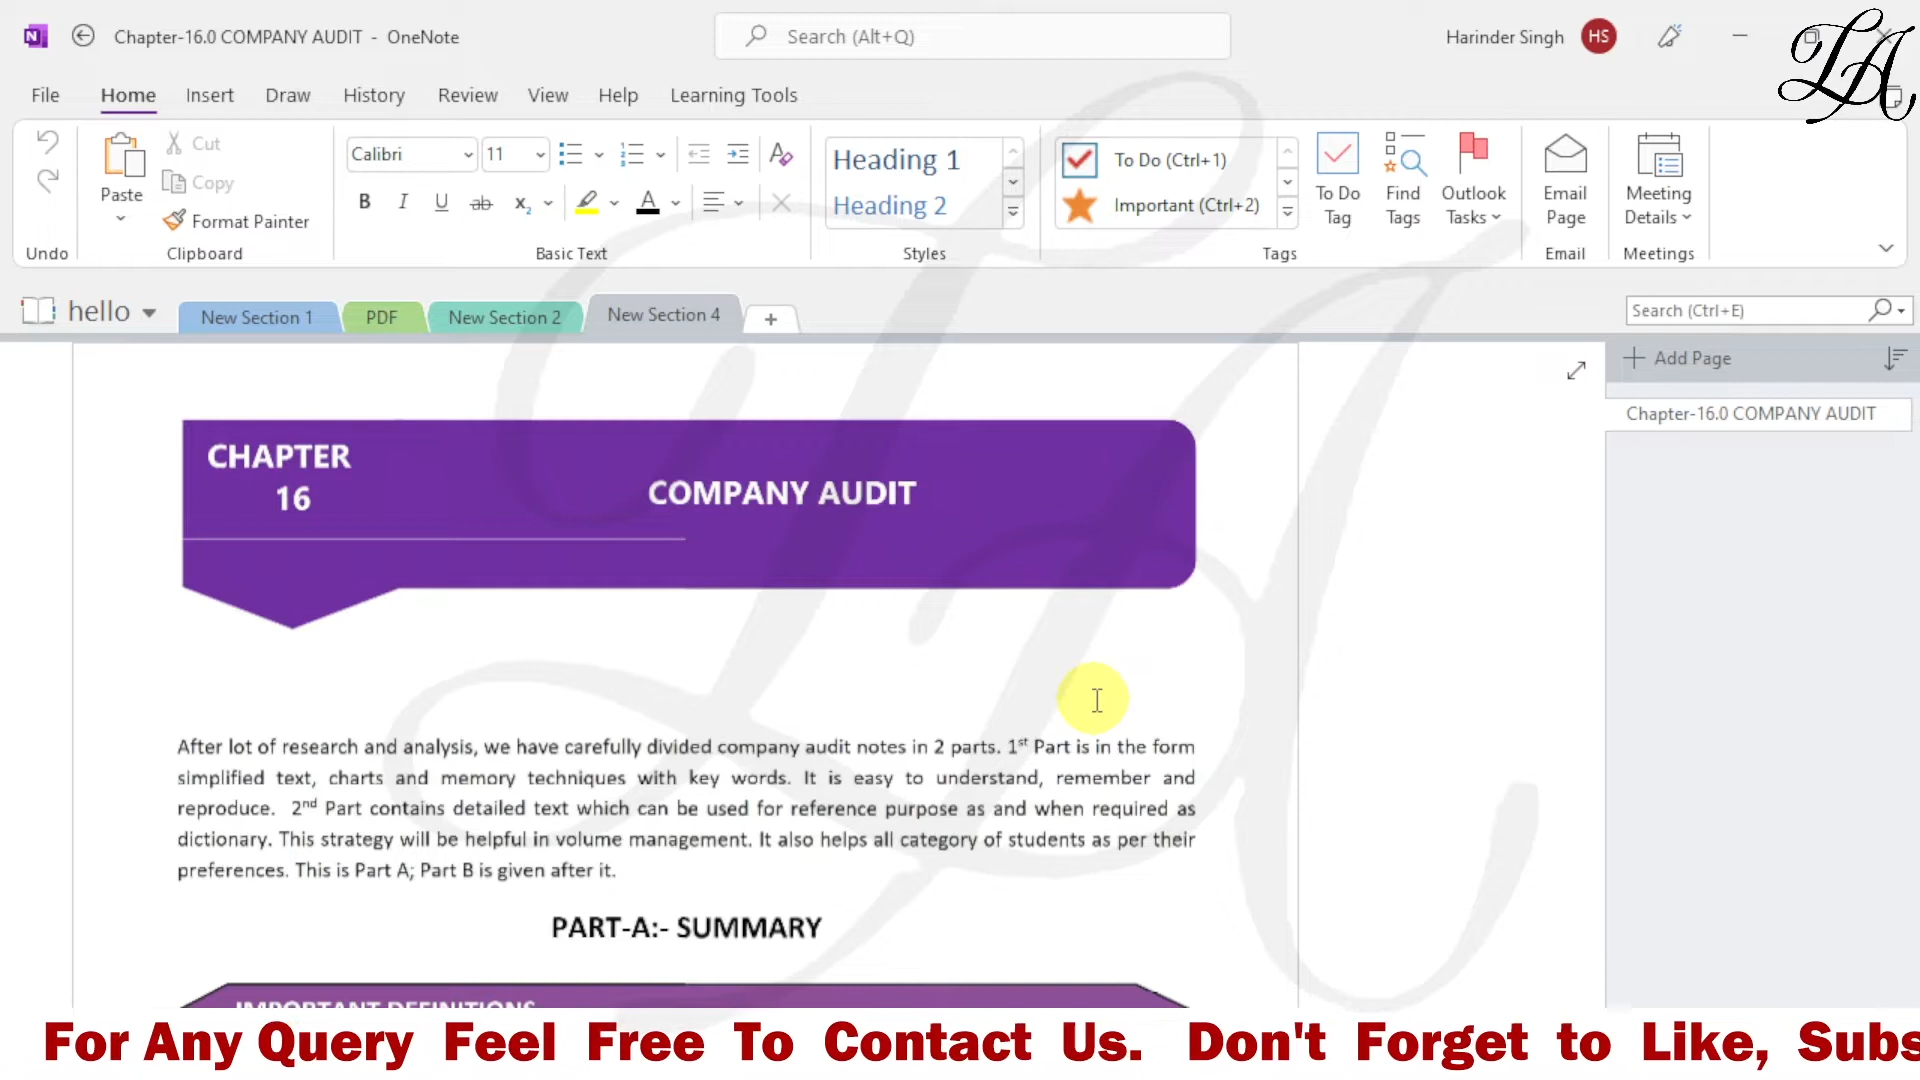 Chapter-16.0 COMPANY AUDIT - OneNote
Search (Alt+Q)
Harinder Singh
HS
LA
File Home Insert Draw History Review View Help Learning Tools
Paste
Cut
Copy
Format Painter
Calibri 11
B I U ab x₂ A
Heading 1
Heading 2
To Do (Ctrl+1)
Important (Ctrl+2)
To Do Tag
Find Tags
Outlook Tasks
Email Page
Meeting Details
Undo Clipboard Basic Text Styles Tags Email Meetings
hello New Section 1 PDF New Section 2 New Section 4 +
Search (Ctrl+E)
Add Page
Chapter-16.0 COMPANY AUDIT
CHAPTER
16
COMPANY AUDIT
After lot of research and analysis, we have carefully divided company audit notes in 2 parts. 1st Part is in the form
simplified text, charts and memory techniques with key words. It is easy to understand, remember and
reproduce. 2nd Part contains detailed text which can be used for reference purpose as and when required as
dictionary. This strategy will be helpful in volume management. It also helps all category of students as per their
preferences. This is Part A; Part B is given after it.
PART-A:- SUMMARY
IMPORTANT DEFINITIONS
For Any Query Feel Free To Contact Us. Don't Forget to Like, Subs